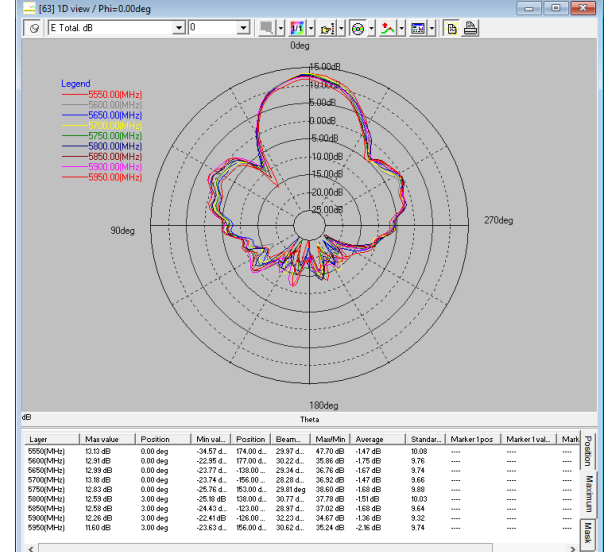 [63] 1D view / Phi=0.00deg
E Total. dB 0
0deg
15.00dB
10.00dB
5.00dB
0.00dB
-5.00dB
-10.00dB
-15.00dB
-20.00dB
-25.00dB
Legend
5550.00(MHz)
5600.00(MHz)
5650.00(MHz)
5700.00(MHz)
5750.00(MHz)
5800.00(MHz)
5850.00(MHz)
5900.00(MHz)
5950.00(MHz)
90deg
270deg
180deg
dB
Theta
Layer Max value Position Min val... Position Beam... Max/Min Average Standar... Marker 1 pos Marker 1 val... Mark
5550(MHz) 13.13 dB 0.00 deg -34.57 d... 174.00 d... 29.97 d... 47.70 dB -1.47 dB 10.08 ---- ---- ----
5600(MHz) 12.91 dB 0.00 deg -22.95 d... 177.00 d... 30.22 d... 35.86 dB -1.75 dB 9.76 ---- ---- ----
5650(MHz) 12.99 dB 0.00 deg -23.77 d... -138.00 ... 29.34 d... 36.76 dB -1.67 dB 9.74 ---- ---- ----
5700(MHz) 13.18 dB 0.00 deg -23.74 d... -156.00 ... 28.28 d... 36.92 dB -1.47 dB 9.66 ---- ---- ----
5750(MHz) 12.83 dB 0.00 deg -25.76 d... 153.00 d... 29.81 deg 38.60 dB -1.68 dB 9.88 ---- ---- ----
5800(MHz) 12.59 dB 3.00 deg -25.18 dB 138.00 d... 30.77 d... 37.78 dB -1.51 dB 10.03 ---- ---- ----
5850(MHz) 12.58 dB 3.00 deg -24.43 d... -123.00 ... 28.97 d... 37.02 dB -1.68 dB 9.64 ---- ---- ----
5900(MHz) 12.26 dB 3.00 deg -22.41 dB -126.00 ... 32.23 d... 34.67 dB -1.36 dB 9.32 ---- ---- ----
5950(MHz) 11.60 dB 3.00 deg -23.63 d... 156.00 d... 30.62 d... 35.24 dB -2.16 dB 9.74 ---- ---- ----
Position
Maximum
Mask